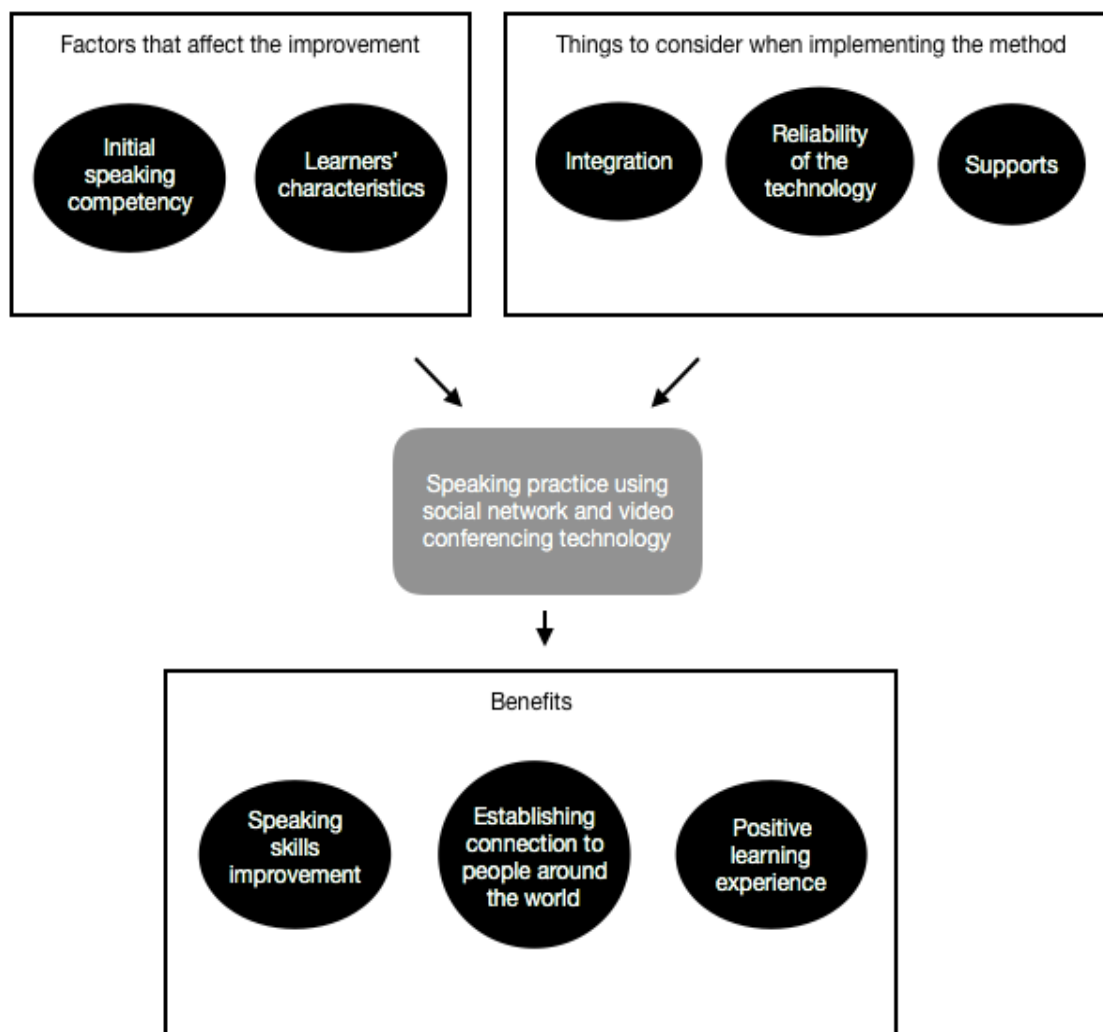 Factors that affect the improvement
Initial
speaking
competency
Learners'
characteristics
Things to consider when implementing the method
Integration
Reliability
of the
technology
Supports
Speaking practice using
social network and video
conferencing technology
Benefits
Speaking
skills
improvement
Establishing
connection to
people around
the world
Positive
learning
experience